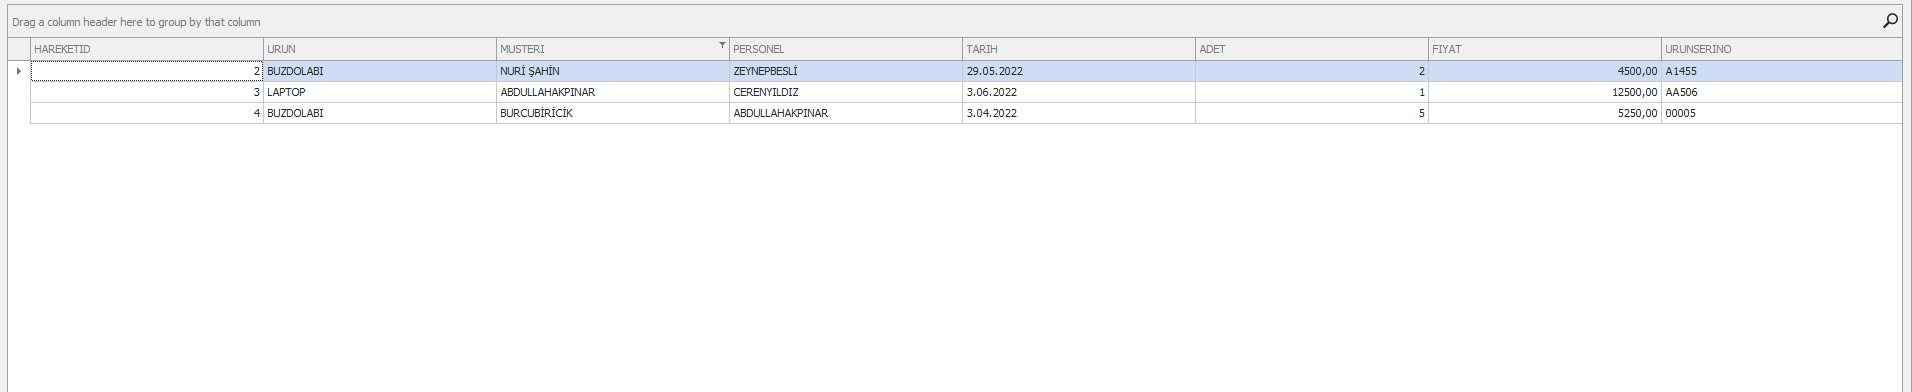 Drag a column header here to group by that column
HAREKETID URUN MUSTERI PERSONEL TARIH ADET FIYAT URUNSERINO
2 BUZDOLABI NURİ ŞAHİN ZEYNEPBESLİ 29.05.2022 2 4500,00 A1455
3 LAPTOP ABDULLAHAKPINAR CERENYILDIZ 3.06.2022 1 12500,00 AA506
4 BUZDOLABI BURCUBİRİCİK ABDULLAHAKPINAR 3.04.2022 5 5250,00 00005